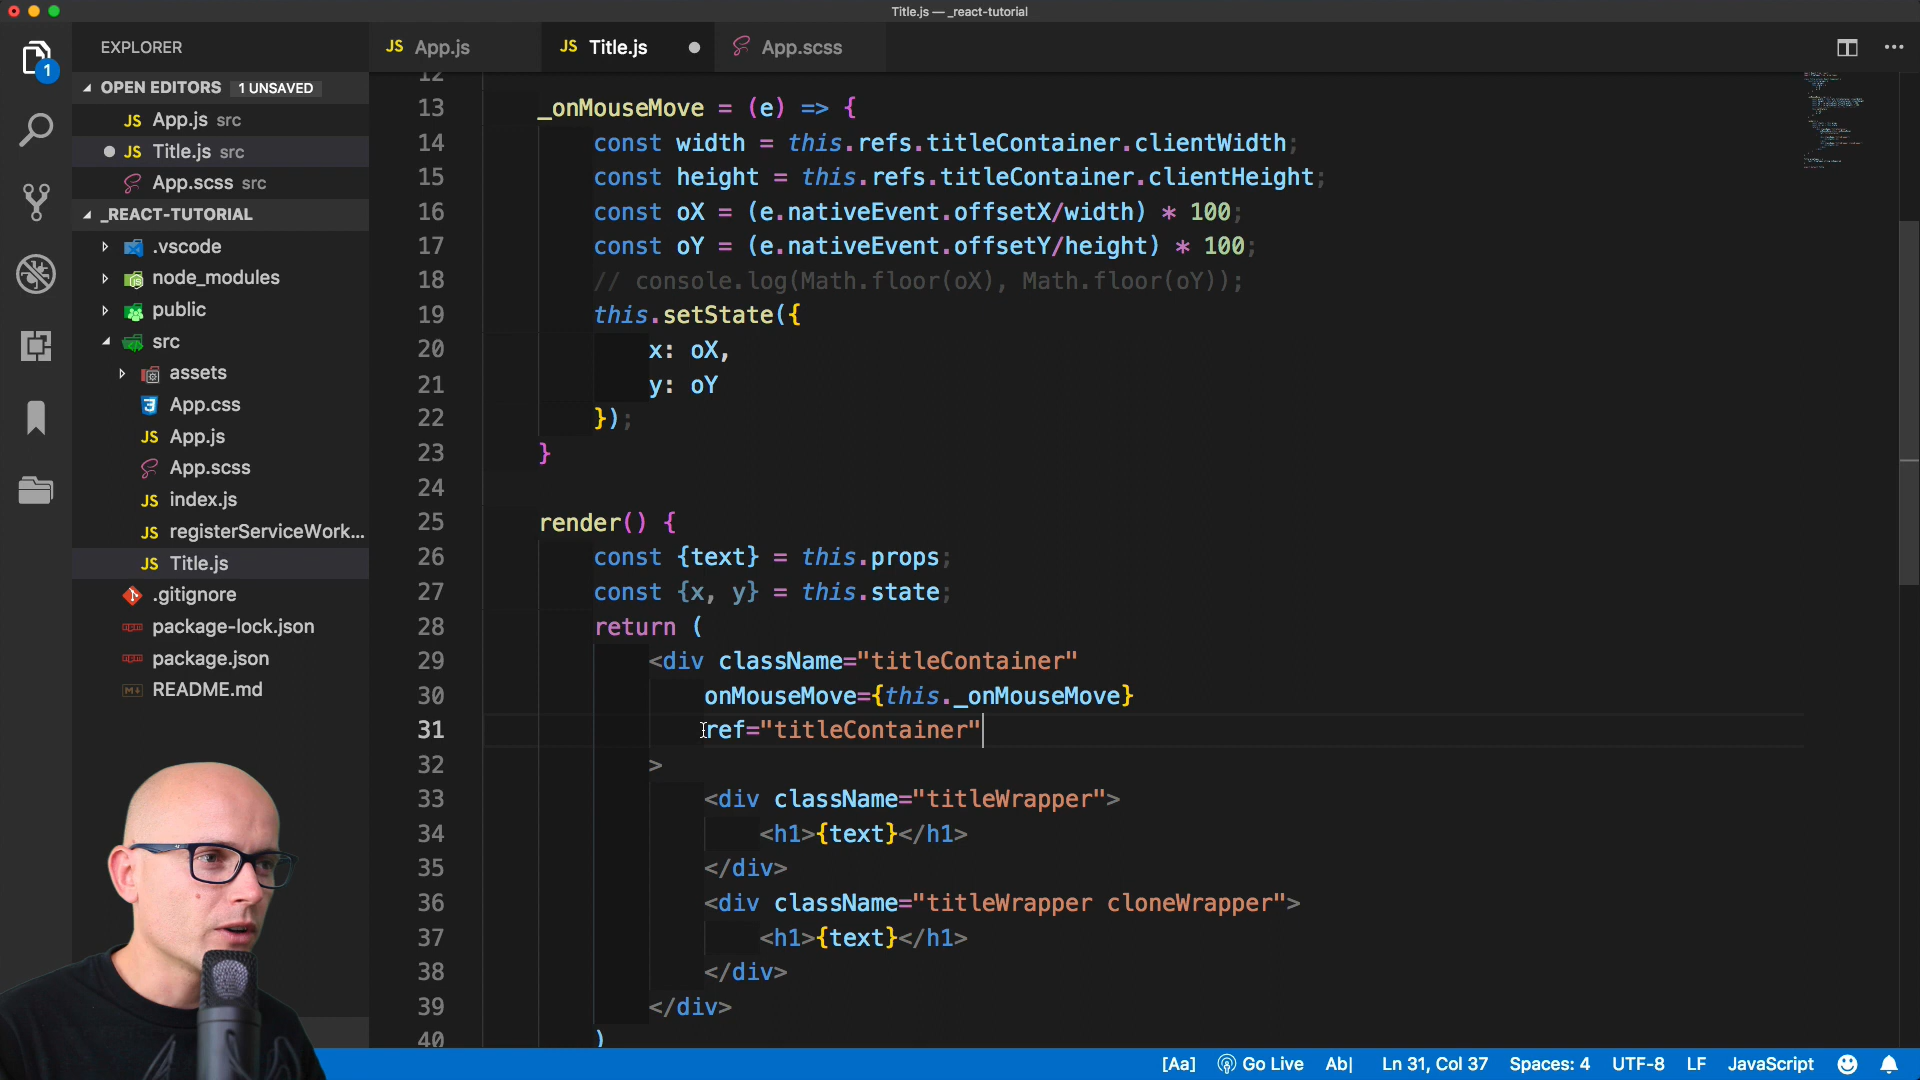 Title.js — _react-tutorial
EXPLORER
JS App.js
JS Title.js
App.scss
1
OPEN EDITORS 1 UNSAVED
JS App.js src
JS Title.js src
App.scss src
_REACT-TUTORIAL
.vscode
node_modules
public
src
assets
App.css
JS App.js
App.scss
JS index.js
JS registerServiceWork...
JS Title.js
.gitignore
package-lock.json
package.json
README.md
12
13 _onMouseMove = (e) => {
14 const width = this.refs.titleContainer.clientWidth;
15 const height = this.refs.titleContainer.clientHeight;
16 const oX = (e.nativeEvent.offsetX/width) * 100;
17 const oY = (e.nativeEvent.offsetY/height) * 100;
18 // console.log(Math.floor(oX), Math.floor(oY));
19 this.setState({
20 x: oX,
21 y: oY
22 });
23 }
24
25 render() {
26 const {text} = this.props;
27 const {x, y} = this.state;
28 return (
29 <div className="titleContainer"
30 onMouseMove={this._onMouseMove}
31 ref="titleContainer"
32 >
33 <div className="titleWrapper">
34 <h1>{text}</h1>
35 </div>
36 <div className="titleWrapper cloneWrapper">
37 <h1>{text}</h1>
38 </div>
39 </div>
40 )
[Aa] Go Live Ab| Ln 31, Col 37 Spaces: 4 UTF-8 LF JavaScript